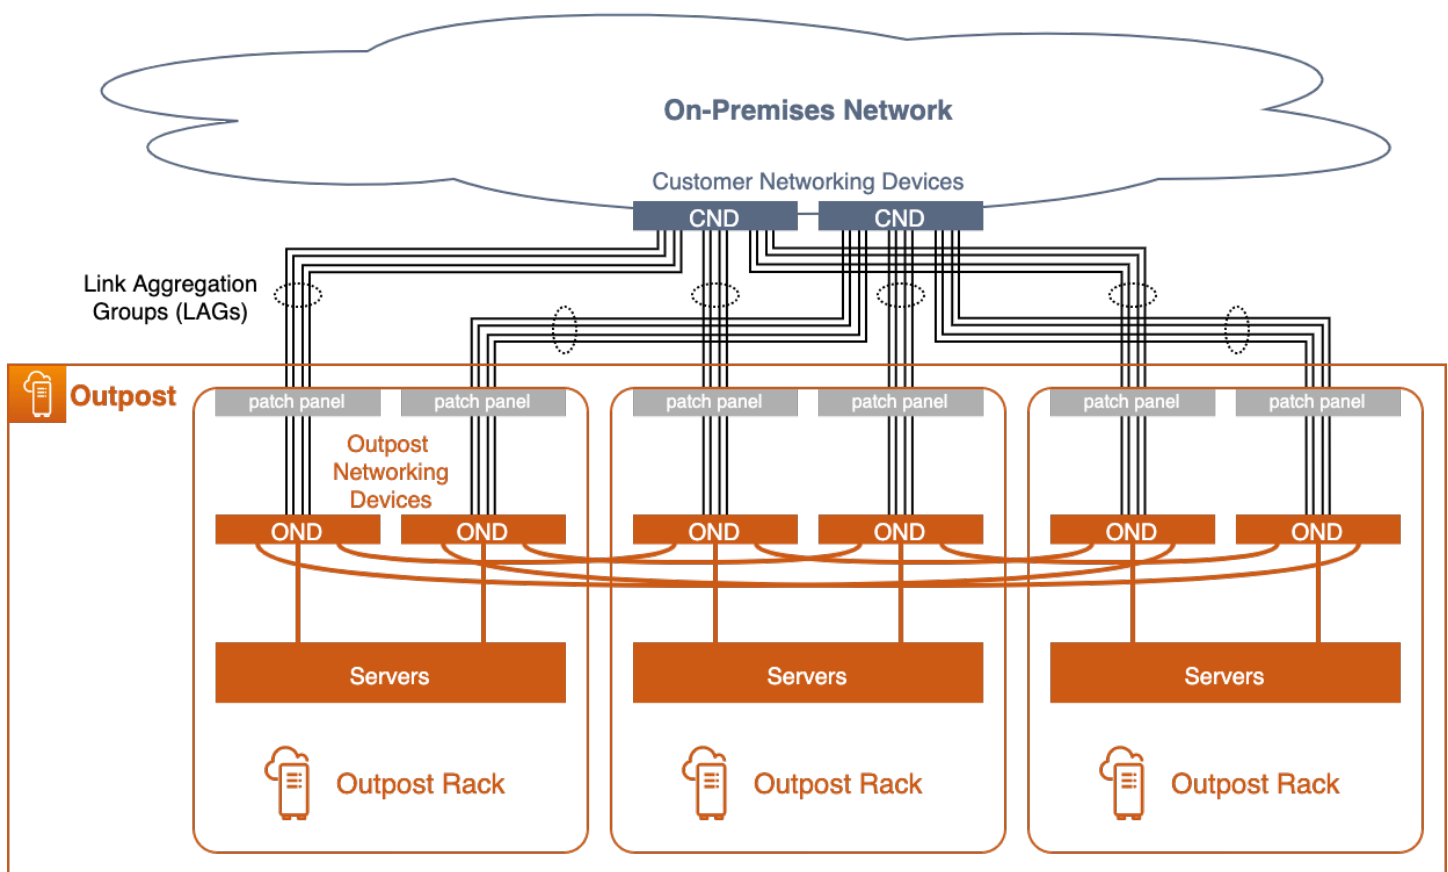 On-Premises Network
Customer Networking Devices
CND
CND
Link Aggregation
Groups (LAGs)
Outpost
patch panel
patch panel
patch panel
patch panel
patch panel
patch panel
Outpost
Networking
Devices
OND
OND
OND
OND
OND
OND
Servers
Servers
Servers
Outpost Rack
Outpost Rack
Outpost Rack